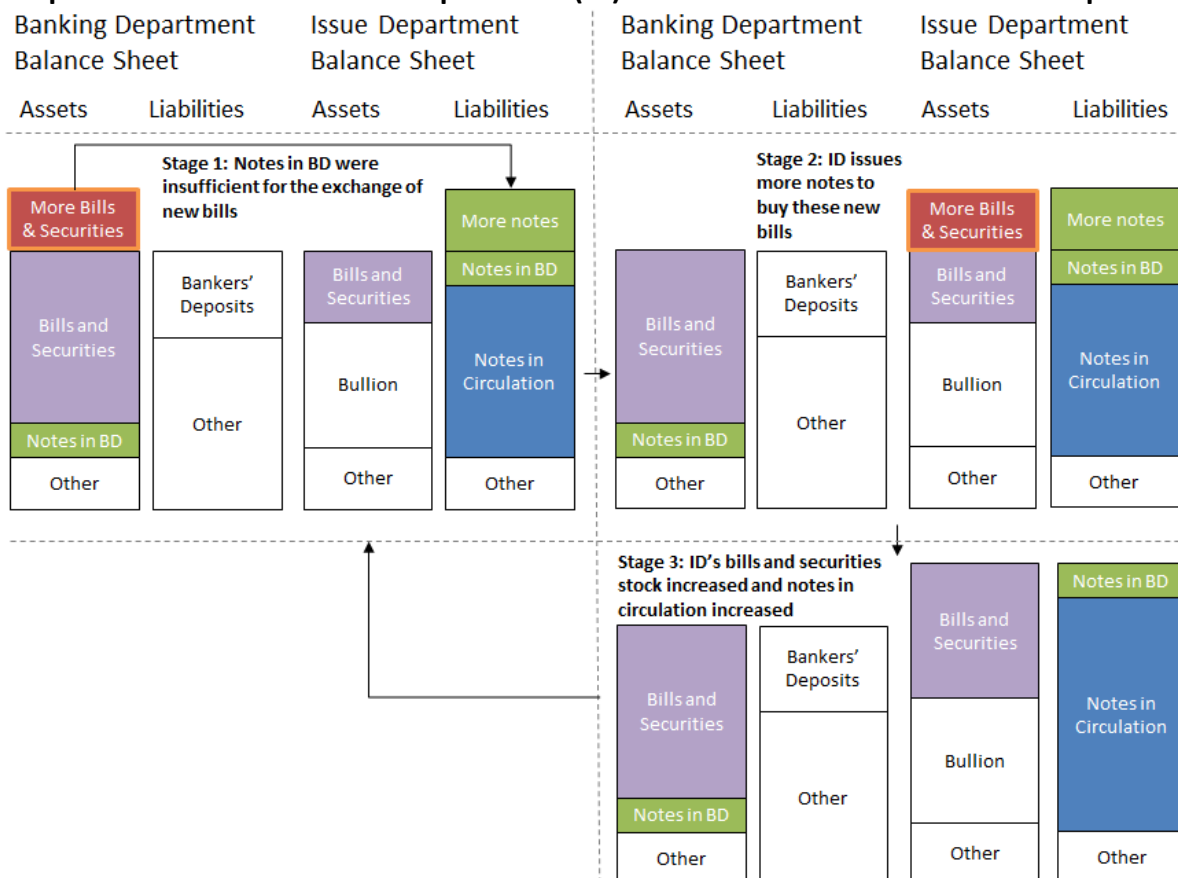 Banking Department
Balance Sheet
Issue Department
Balance Sheet
Banking Department
Balance Sheet
Issue Department
Balance Sheet
Assets
Liabilities
Assets
Liabilities
Assets
Liabilities
Assets
Liabilities
Stage 1: Notes in BD were
insufficient for the exchange of
new bills
More Bills
& Securities
Bills and
Securities
Notes in BD
Other
Bankers'
Deposits
Other
Bills and
Securities
Bullion
Other
More notes
Notes in BD
Notes in
Circulation
Other
Stage 2: ID issues
more notes to
buy these new
bills
Bills and
Securities
Notes in BD
Other
Bankers'
Deposits
Other
More Bills
& Securities
Bills and
Securities
Bullion
Other
More notes
Notes in BD
Notes in
Circulation
Other
Stage 3: ID's bills and securities
stock increased and notes in
circulation increased
Bills and
Securities
Notes in BD
Other
Bankers'
Deposits
Other
Bills and
Securities
Bullion
Other
Notes in BD
Notes in
Circulation
Other